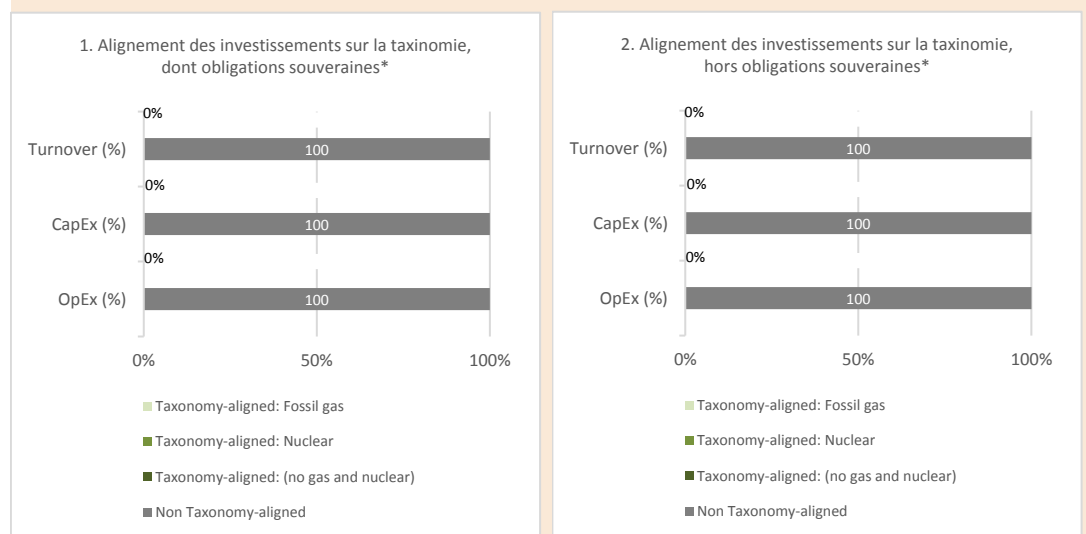 1. Alignement des investissements sur la taxinomie,
dont obligations souveraines*
0%
Turnover (%)
100
0%
CapEx (%)
100
0%
OpEx (%)
100
0%
50%
100%
Taxonomy-aligned: Fossil gas
Taxonomy-aligned: Nuclear
Taxonomy-aligned: (no gas and nuclear)
Non Taxonomy-aligned
2. Alignement des investissements sur la taxinomie,
hors obligations souveraines*
0%
Turnover (%)
100
0%
CapEx (%)
100
0%
OpEx (%)
100
0%
50%
100%
Taxonomy-aligned: Fossil gas
Taxonomy-aligned: Nuclear
Taxonomy-aligned: (no gas and nuclear)
Non Taxonomy-aligned